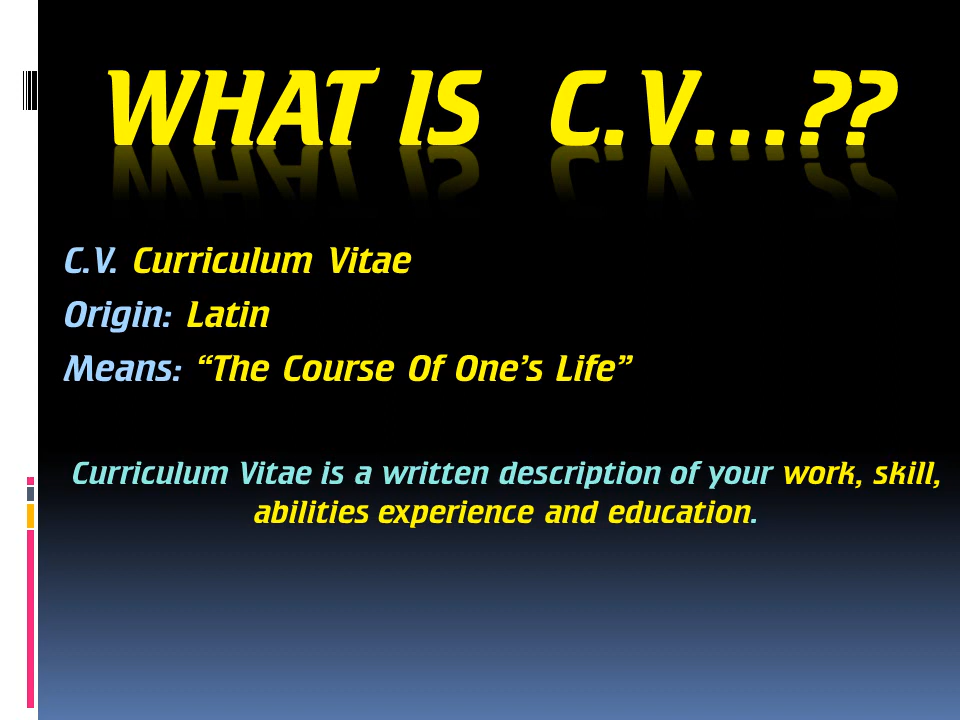 WHAT IS C.V...??
C.V. Curriculum Vitae
Origin: Latin
Means: “The Course Of One’s Life”
Curriculum Vitae is a written description of your work, skill,
abilities experience and education.